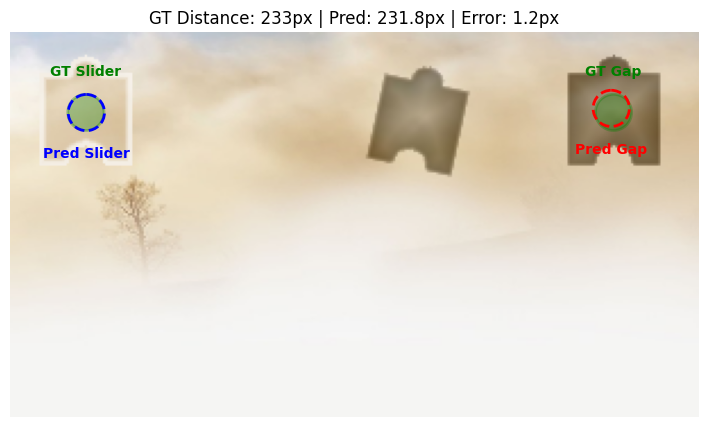 GT Distance: 233px | Pred: 231.8px | Error: 1.2px
GT Slider
GT Gap
Pred Slider
Pred Gap